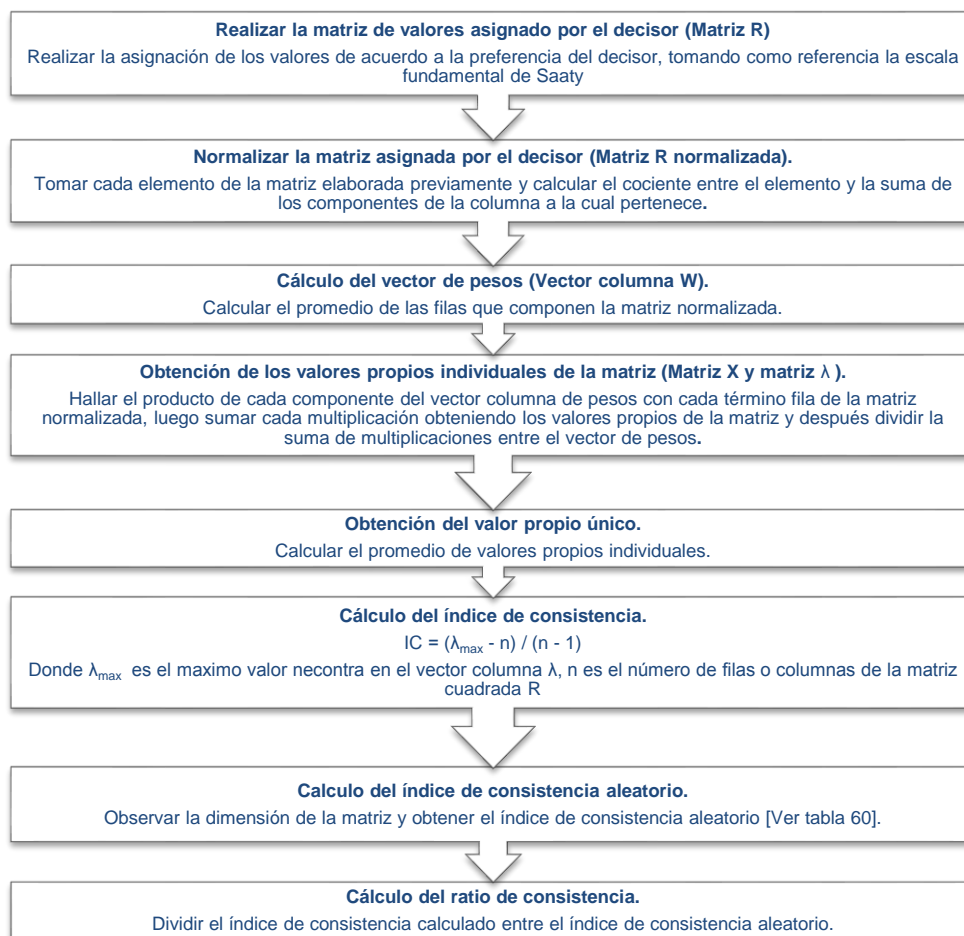 Realizar la matriz de valores asignado por el decisor (Matriz R)
Realizar la asignación de los valores de acuerdo a la preferencia del decisor, tomando como referencia la escala
fundamental de Saaty
Normalizar la matriz asignada por el decisor (Matriz R normalizada).
Tomar cada elemento de la matriz elaborada previamente y calcular el cociente entre el elemento y la suma de
los componentes de la columna a la cual pertenece.
Cálculo del vector de pesos (Vector columna W).
Calcular el promedio de las filas que componen la matriz normalizada.
Obtención de los valores propios individuales de la matriz (Matriz X y matriz λ ).
Hallar el producto de cada componente del vector columna de pesos con cada término fila de la matriz
normalizada, luego sumar cada multiplicación obteniendo los valores propios de la matriz y después dividir la
suma de multiplicaciones entre el vector de pesos.
Obtención del valor propio único.
Calcular el promedio de valores propios individuales.
Cálculo del índice de consistencia.
IC = (λmax - n) / (n - 1)
Donde λmax es el maximo valor necontra en el vector columna λ, n es el número de filas o columnas de la matriz
cuadrada R
Calculo del índice de consistencia aleatorio.
Observar la dimensión de la matriz y obtener el índice de consistencia aleatorio [Ver tabla 60].
Cálculo del ratio de consistencia.
Dividir el índice de consistencia calculado entre el índice de consistencia aleatorio.